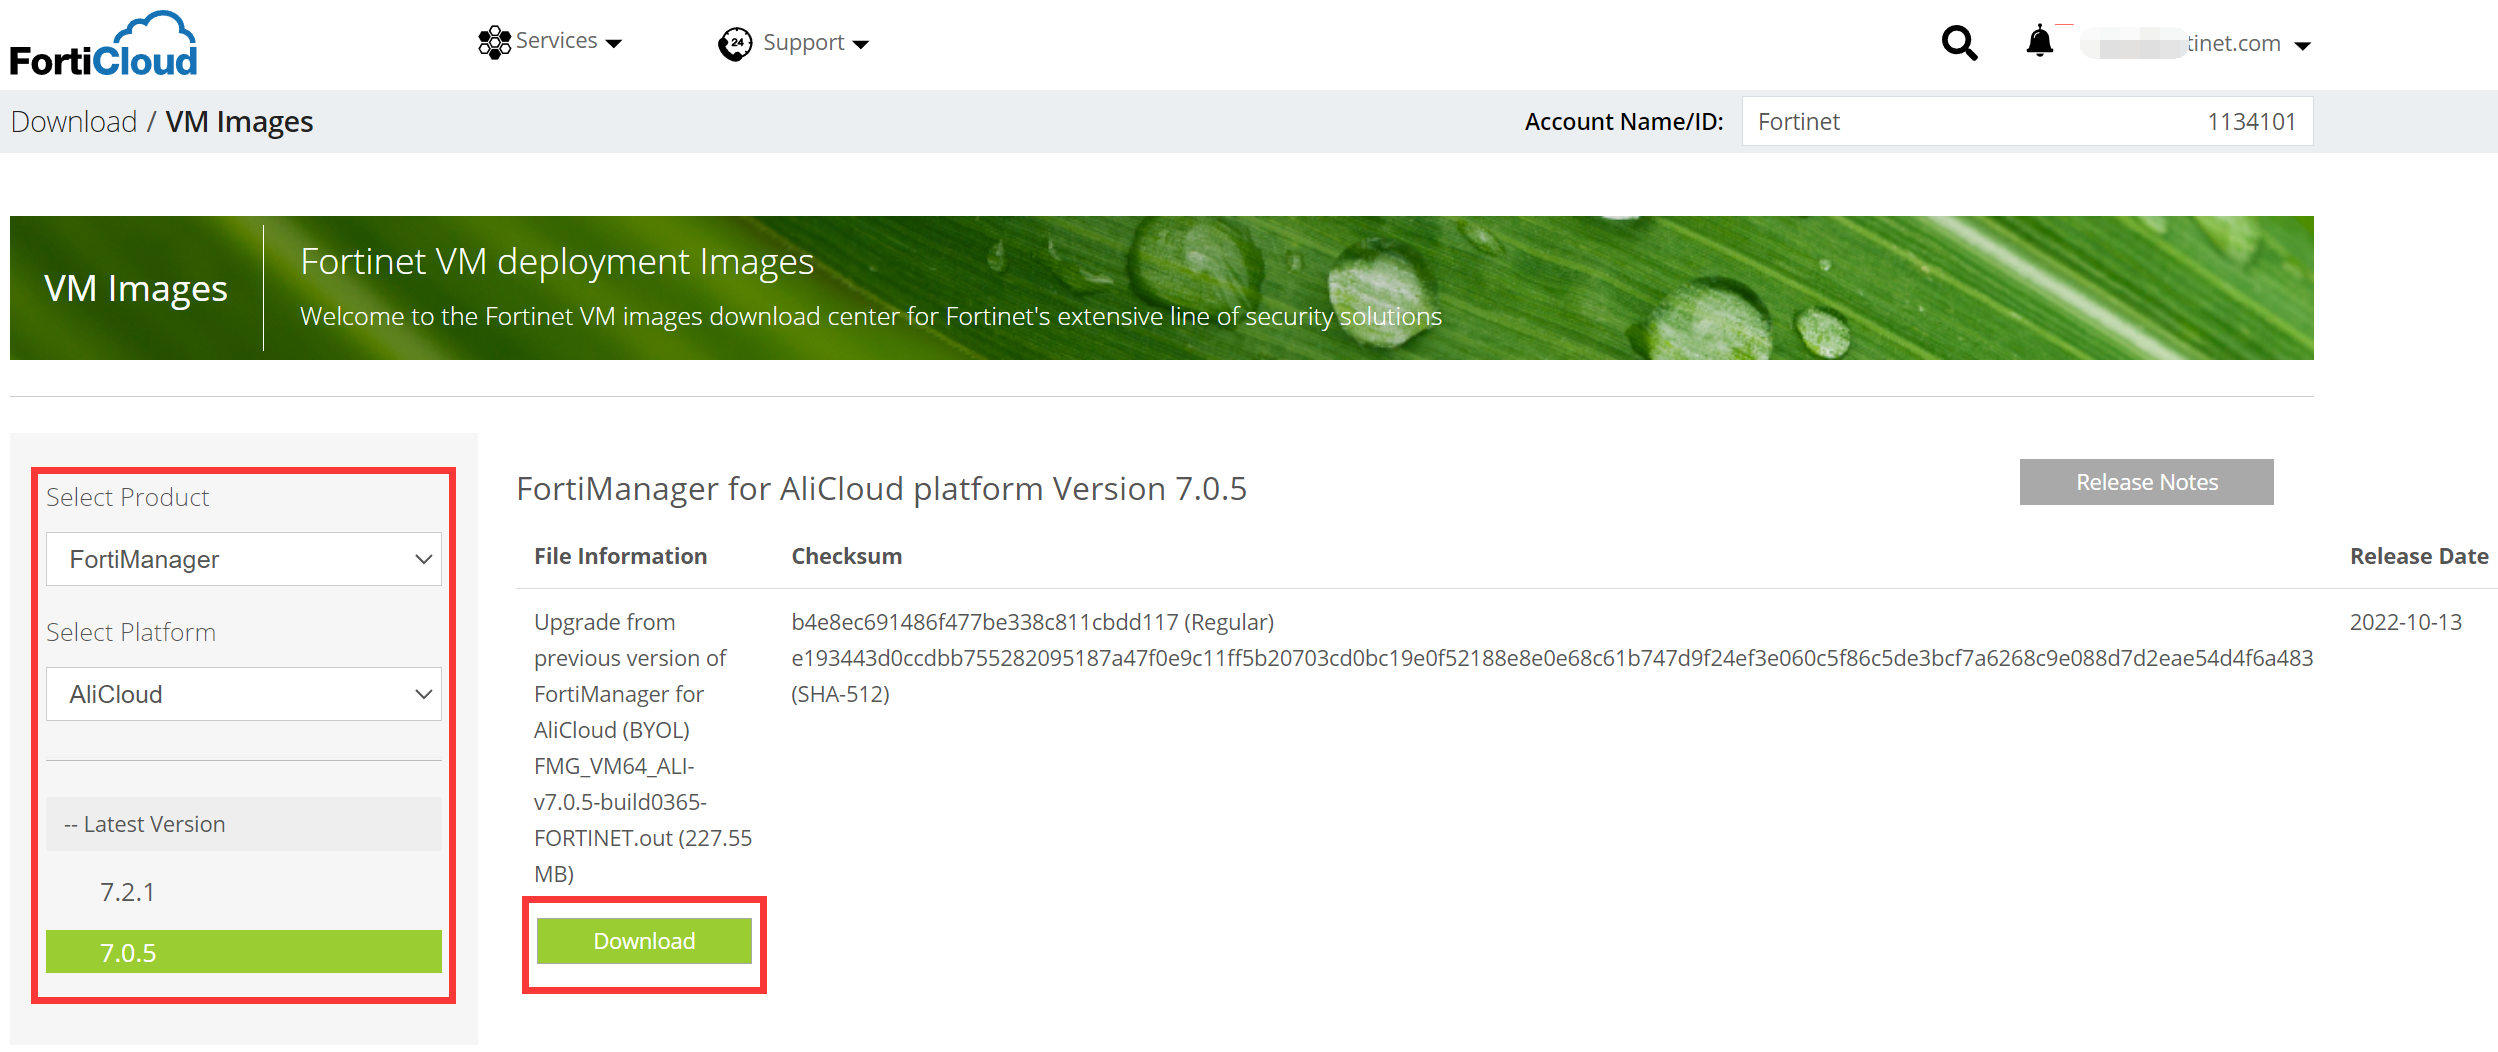 FortiCloud
Services
24
Support
tinet.com
Download / VM Images
Account Name/ID:
Fortinet 1134101
VM Images
Fortinet VM deployment Images
Welcome to the Fortinet VM images download center for Fortinet's extensive line of security solutions
Select Product
FortiManager
Select Platform
AliCloud
-- Latest Version
7.2.1
7.0.5
FortiManager for AliCloud platform Version 7.0.5
Release Notes
File Information
Checksum
Release Date
Upgrade from
previous version of
FortiManager for
AliCloud (BYOL)
FMG_VM64_ALI-
v7.0.5-build0365-
FORTINET.out (227.55
MB)
Download
b4e8ec691486f477be338c811cbdd117 (Regular)
e193443d0ccdbb755282095187a47f0e9c11ff5b20703cd0bc19e0f52188e8e0e68c61b747d9f24ef3e060c5f86c5de3bcf7a6268c9e088d7d2eae54d4f6a483
(SHA-512)
2022-10-13